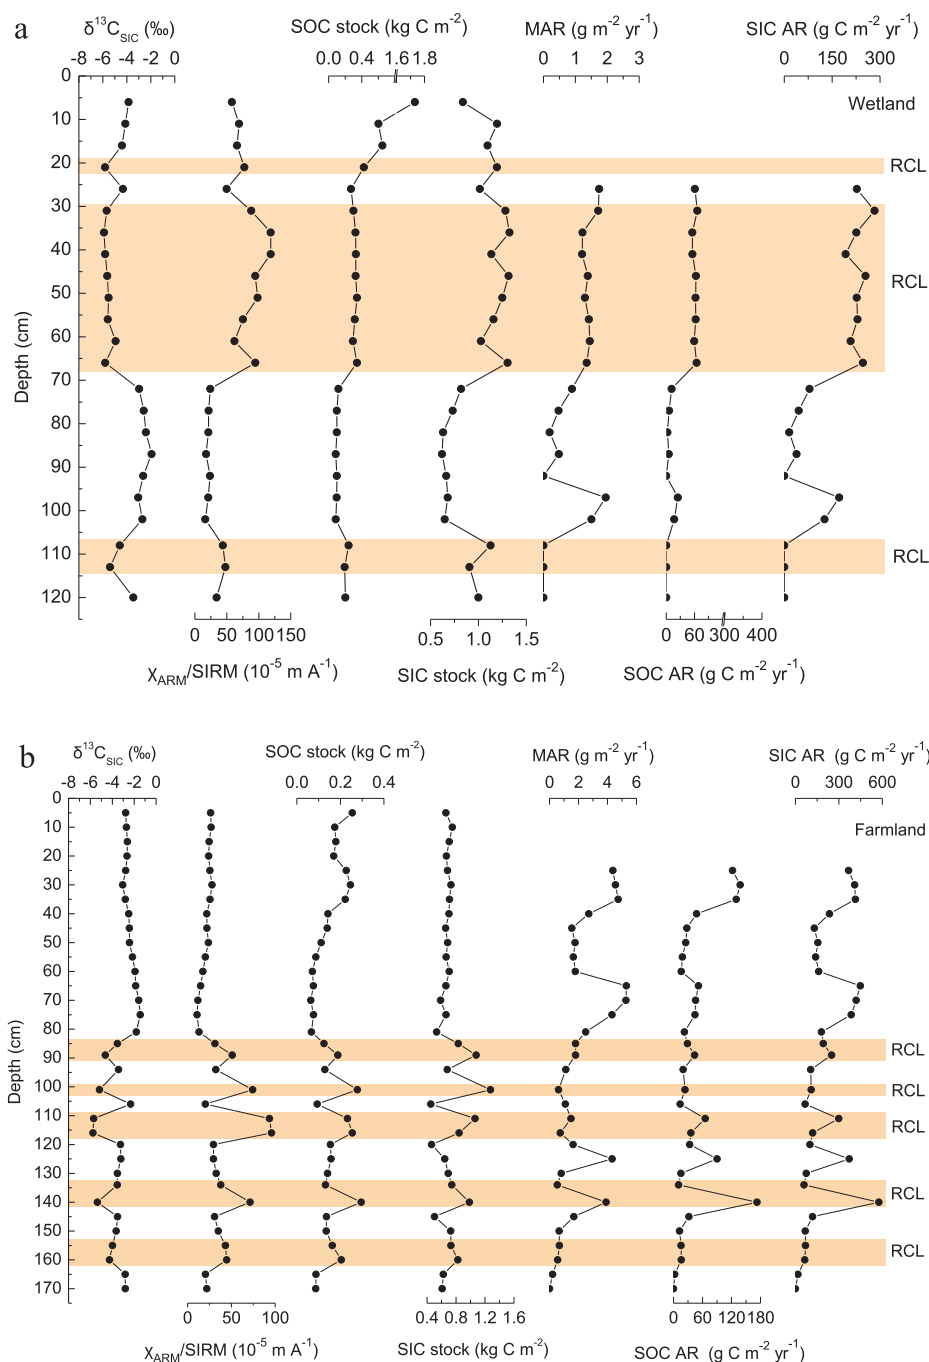 a
δ¹³C_SIC (‰) SOC stock (kg C m⁻²) MAR (g m⁻² yr⁻¹) SIC AR (g C m⁻² yr⁻¹)
-8 -6 -4 -2 0 0.0 0.4 1.6 1.8 0 1 2 3 0 300
0
Wetland
10
20 RCL
30
40
50 RCL
60
70
80
90
100
110 RCL
120
Depth (cm)
0 50 100 150 0.5 1.0 1.5 0 60 300 400
χ_ARM/SIRM (10⁻⁵ m A⁻¹) SIC stock (kg C m⁻²) SOC AR (g C m⁻² yr⁻¹)
b
δ¹³C_SIC (‰) SOC stock (kg C m⁻²) MAR (g m⁻² yr⁻¹) SIC AR (g C m⁻² yr⁻¹)
-8 -6 -4 -2 0 0.0 0.2 0.4 0 2 4 6 0 300 600
0
Farmland
10
20
30
40
50
60
70
80
90 RCL
100 RCL
110 RCL
120
130
140 RCL
150
160 RCL
170
Depth (cm)
0 50 100 0.4 0.8 1.2 1.6 0 60 120 180
χ_ARM/SIRM (10⁻⁵ m A⁻¹) SIC stock (kg C m⁻²) SOC AR (g C m⁻² yr⁻¹)